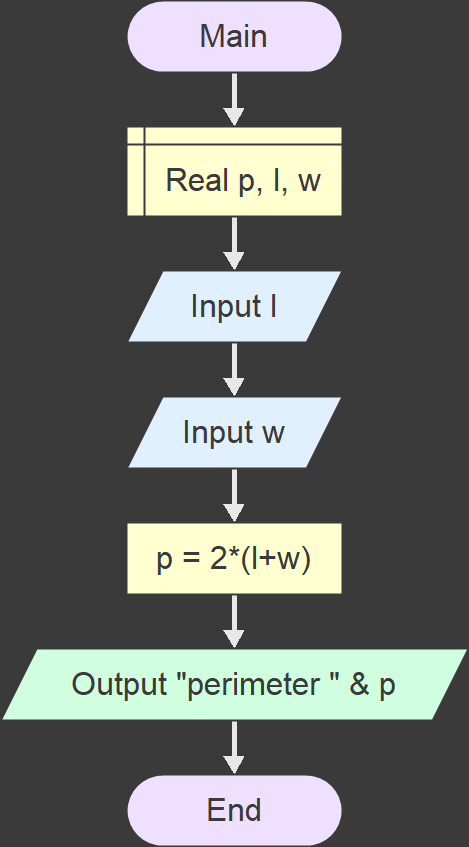 Main
Real p, l, w
Input l
Input w
p = 2*(l+w)
Output "perimeter " & p
End